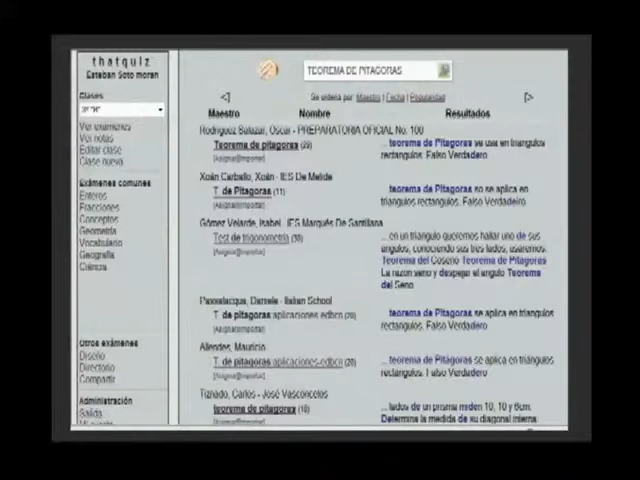 thatquiz
Esteban Soto moran
Clases
3º "H"
Ver exámenes
Ver notas
Editar clase
Clase nueva
Exámenes comunes
Enteros
Fracciones
Conceptos
Geometría
Vocabulario
Geografía
Ciencia
Otros exámenes
Diseño
Directorio
Compartir
Administración
Salida
TEOREMA DE PITAGORAS
Se ordena por: Maestro | Fecha | Popularidad
Maestro Nombre Resultados
Rodriguez Salazar, Oscar - PREPARATORIA OFICIAL No. 100
Teorema de pitagoras
[Asignar|Importar]
... teorema de Pitagoras se usa en triangulos
rectangulos. Falso Verdadero
Xoán Carballo, Xoán - IES De Melide
T. de Pitagoras (11)
[Asignar|Importar]
teorema de Pitagoras se aplica en
triangulos rectangulos. Falso Verdadero
Gómez Velarde, Isabel - IES Marqués De Santillana
Test de trigonometría
[Asignar|Importar]
... en un triangulo queremos hallar uno de sus
angulos, conociendo sus tres lados, usaremos:
Teorema del Coseno Teorema de Pitagoras
La razon seno y despejar el angulo Teorema
del Seno
Passalacqua, Daniele - Italian School
T. de pitagoras aplicaciones-edbcn (20)
[Asignar|Importar]
teorema de Pitagoras se aplica en triangulos
rectangulos. Falso Verdadero
Allendes, Mauricio
T. de pitagoras aplicaciones-edbcn (20)
[Asignar|Importar]
... teorema de Pitagoras se aplica en triangulos
rectangulos. Falso Verdadero
Tiznado, Carlos - José Vasconcelos
teorema de pitagoras (10)
[Asignar|Importar]
... lados de un prisma miden 10, 10 y 6cm.
Determina la medida de su diagonal interna